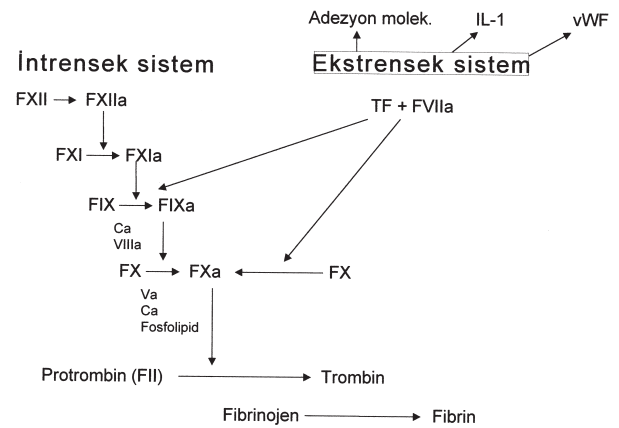 Adezyon molek. IL-1 vWF
İntrensek sistem Ekstrensek sistem
FXII FXIIa TF + FVIIa
FXI FXIa
FIX FIXa
Ca
VIIIa
FX FXa FX
Va
Ca
Fosfolipid
Protrombin (FII) Trombin
Fibrinojen Fibrin